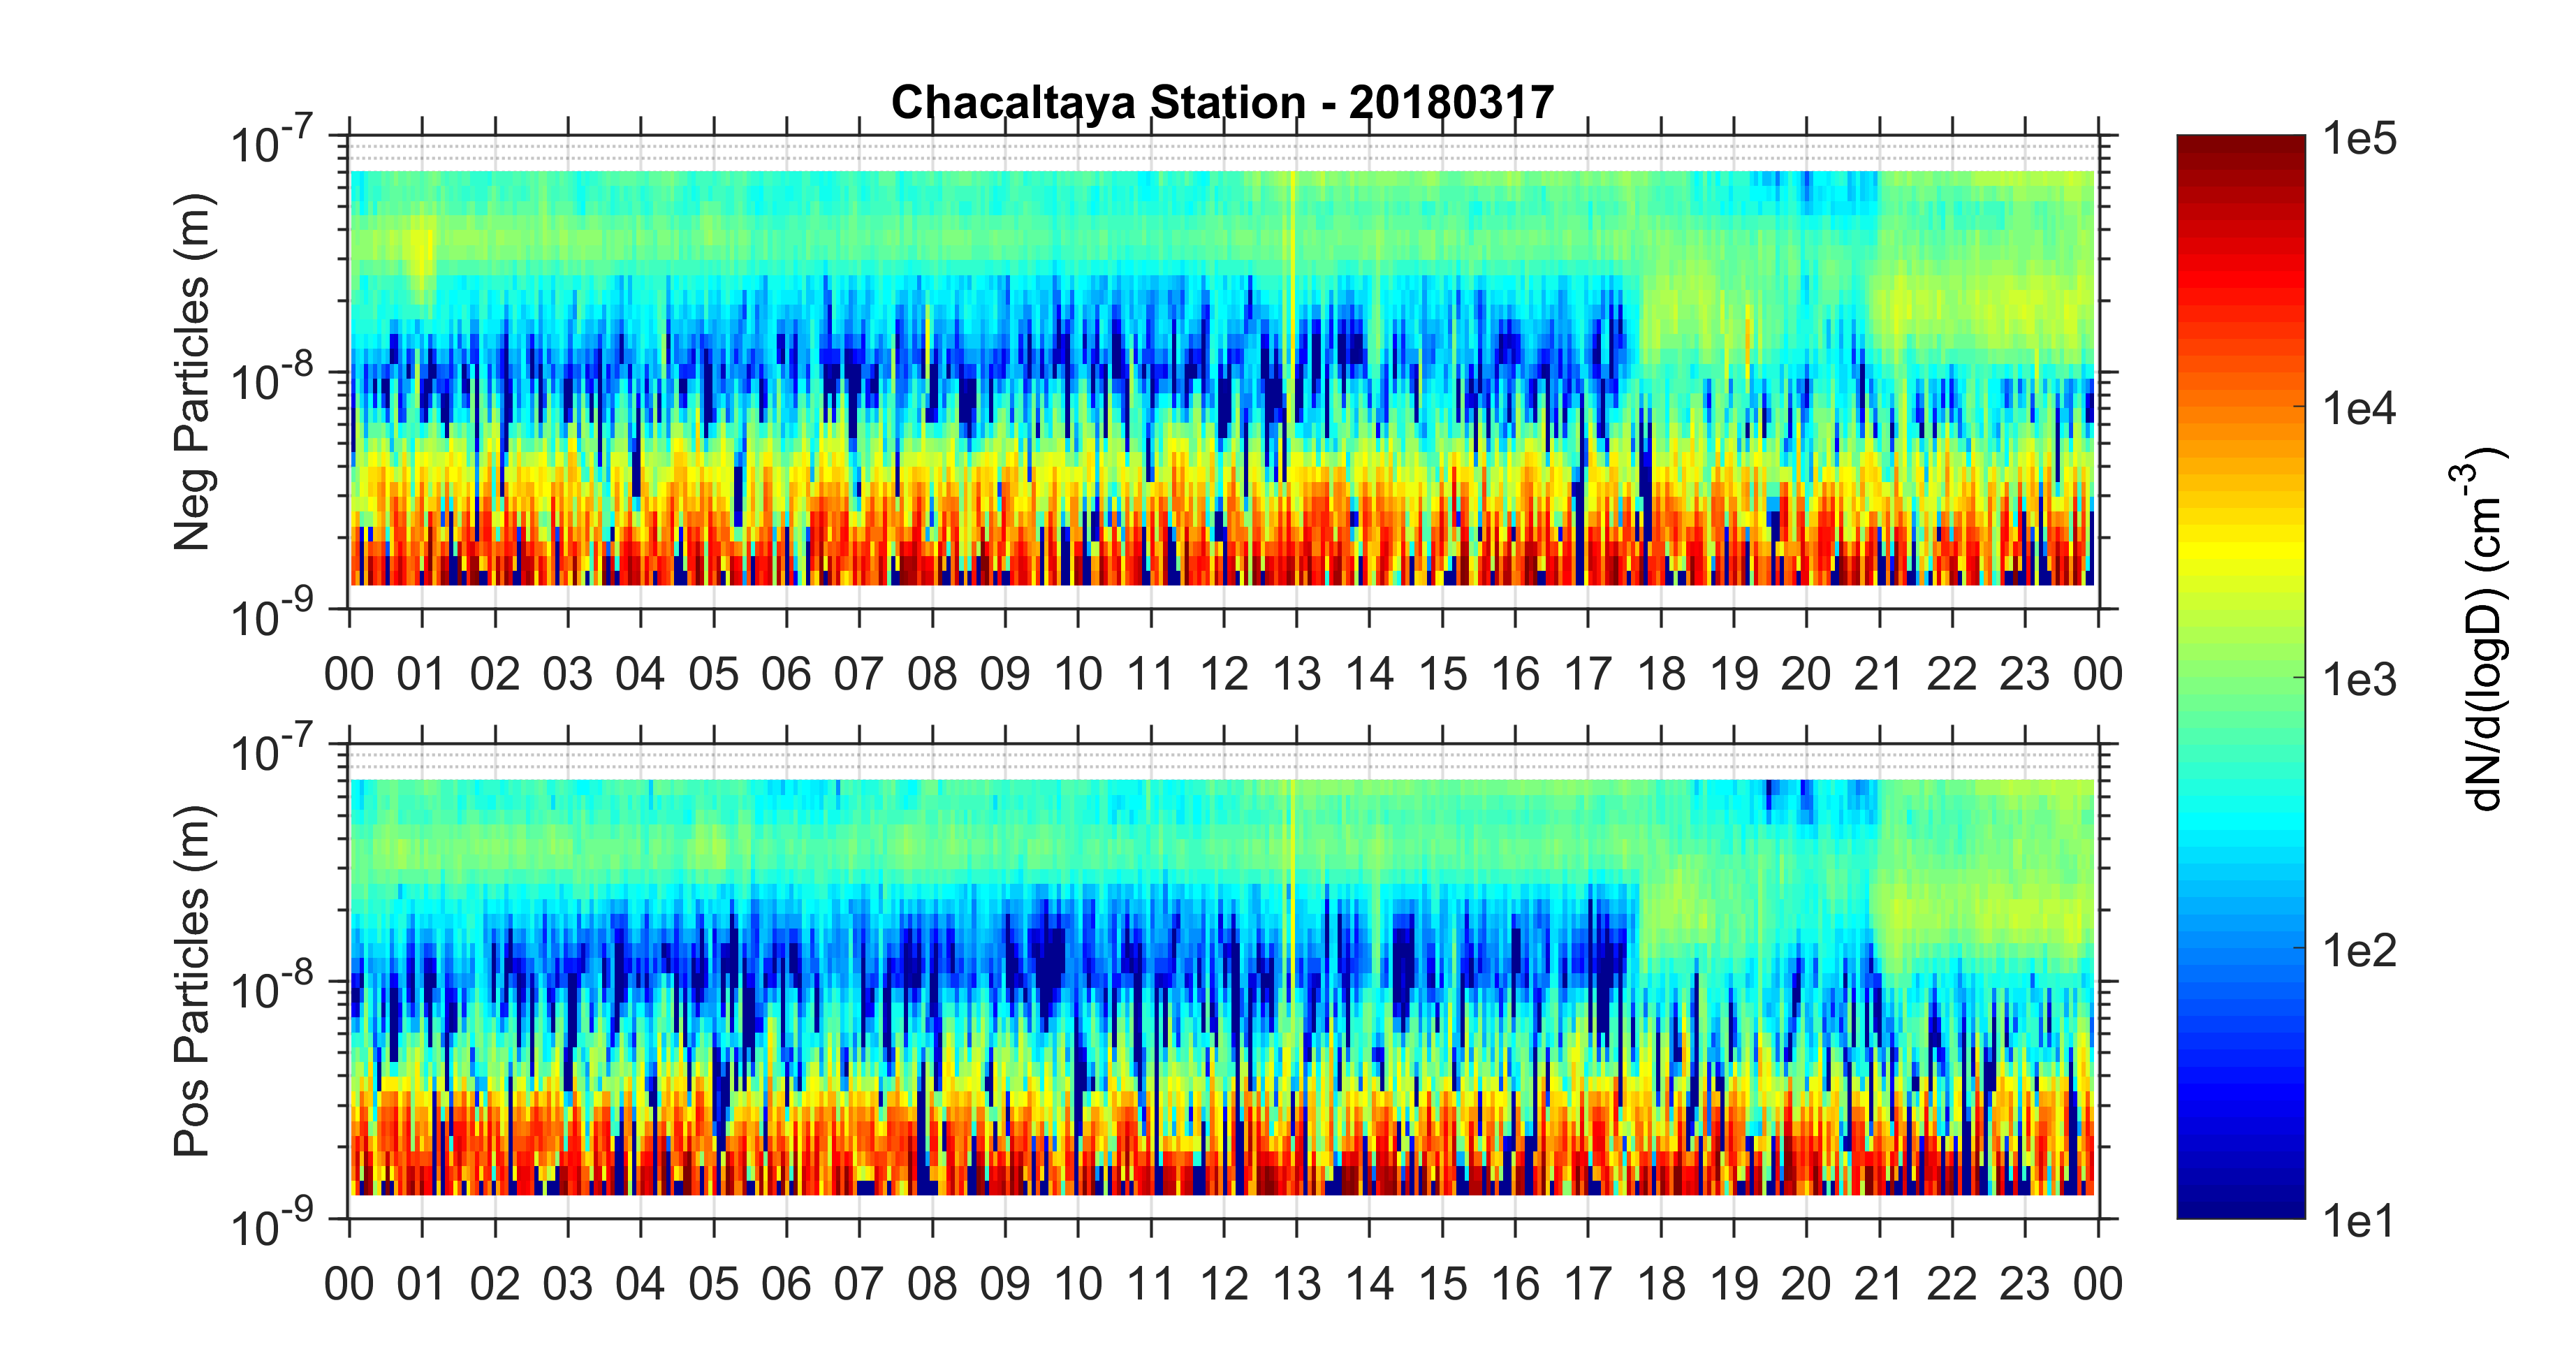 Chacaltaya Station - 20180317
Neg Particles (m)
10-7
10-8
10-9
00 01 02 03 04 05 06 07 08 09 10 11 12 13 14 15 16 17 18 19 20 21 22 23 00
Pos Particles (m)
10-7
10-8
10-9
00 01 02 03 04 05 06 07 08 09 10 11 12 13 14 15 16 17 18 19 20 21 22 23 00
1e5
1e4
1e3
1e2
1e1
dN/d(logD) (cm-3)